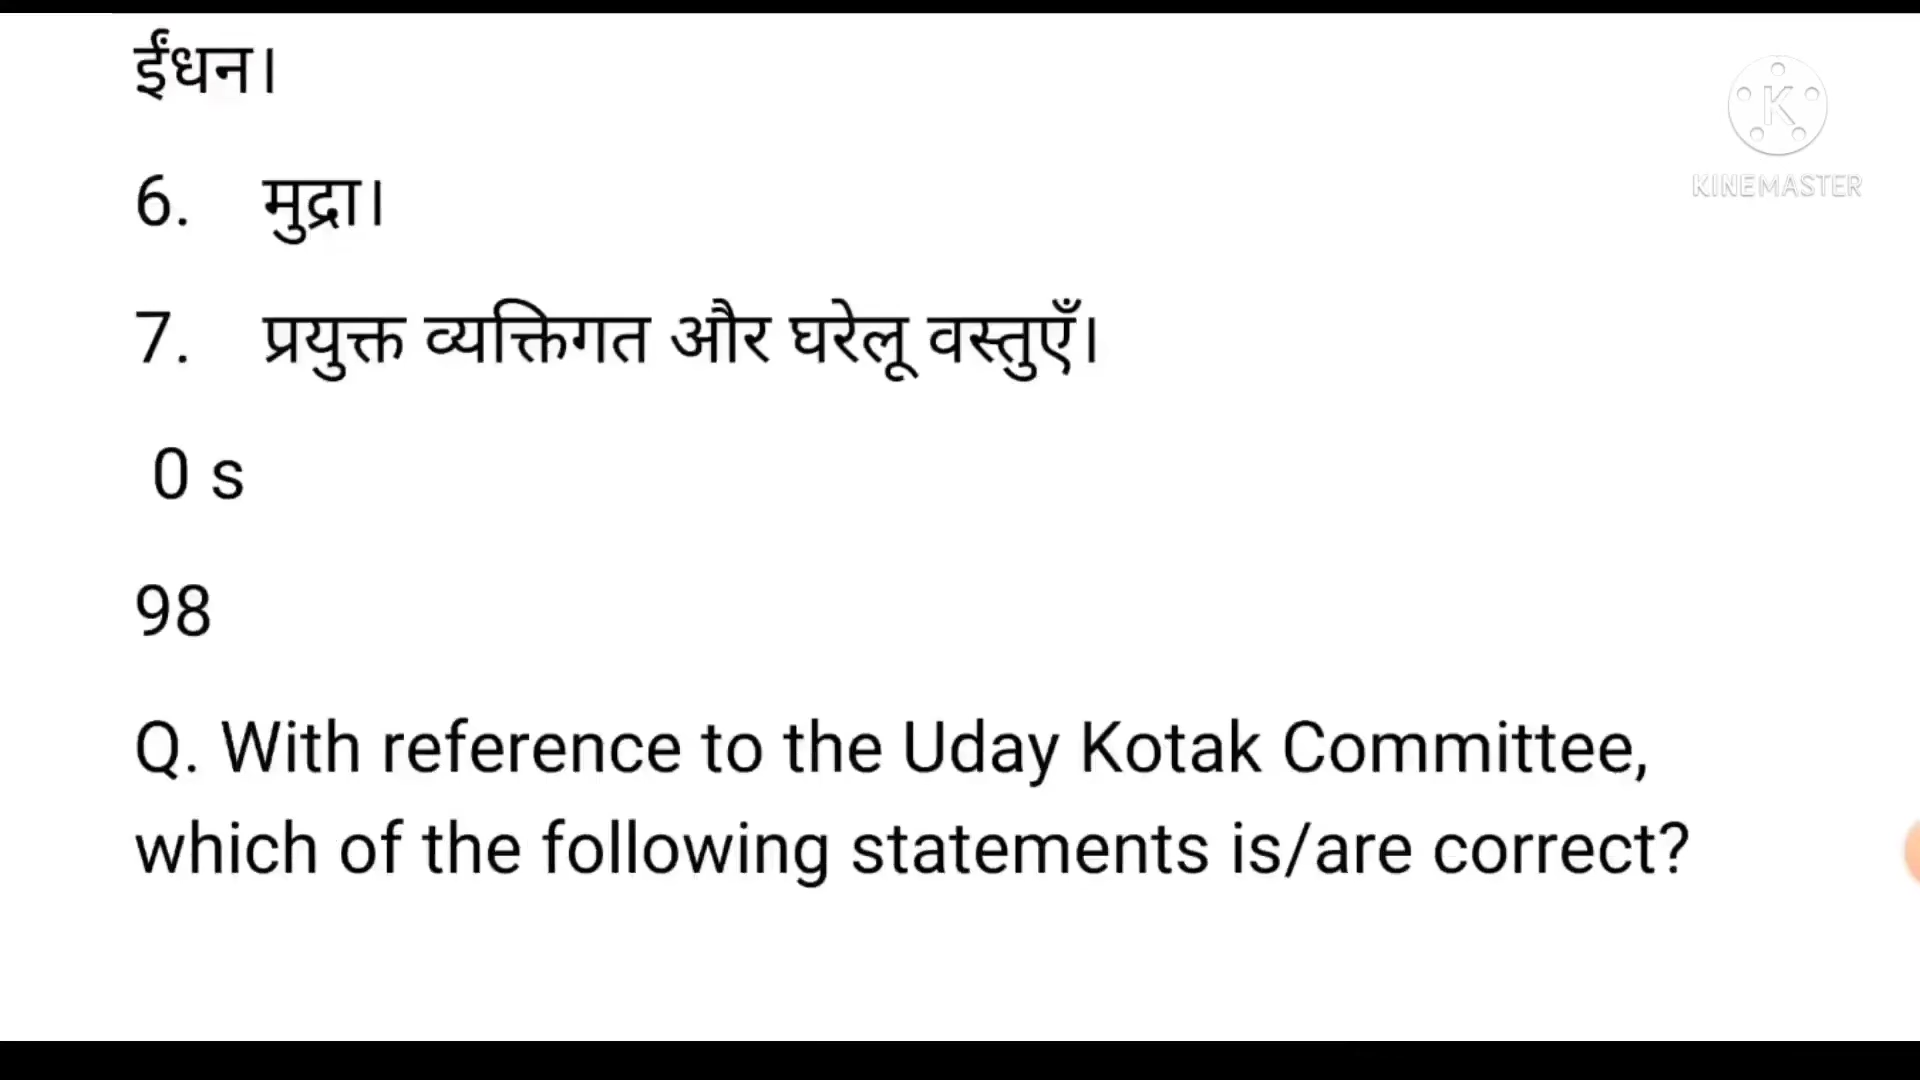 ईंधन।
K
KINEMASTER
6. मुद्रा।
7. प्रयुक्त व्यक्तिगत और घरेलू वस्तुएँ।
0 s
98
Q. With reference to the Uday Kotak Committee,
which of the following statements is/are correct?